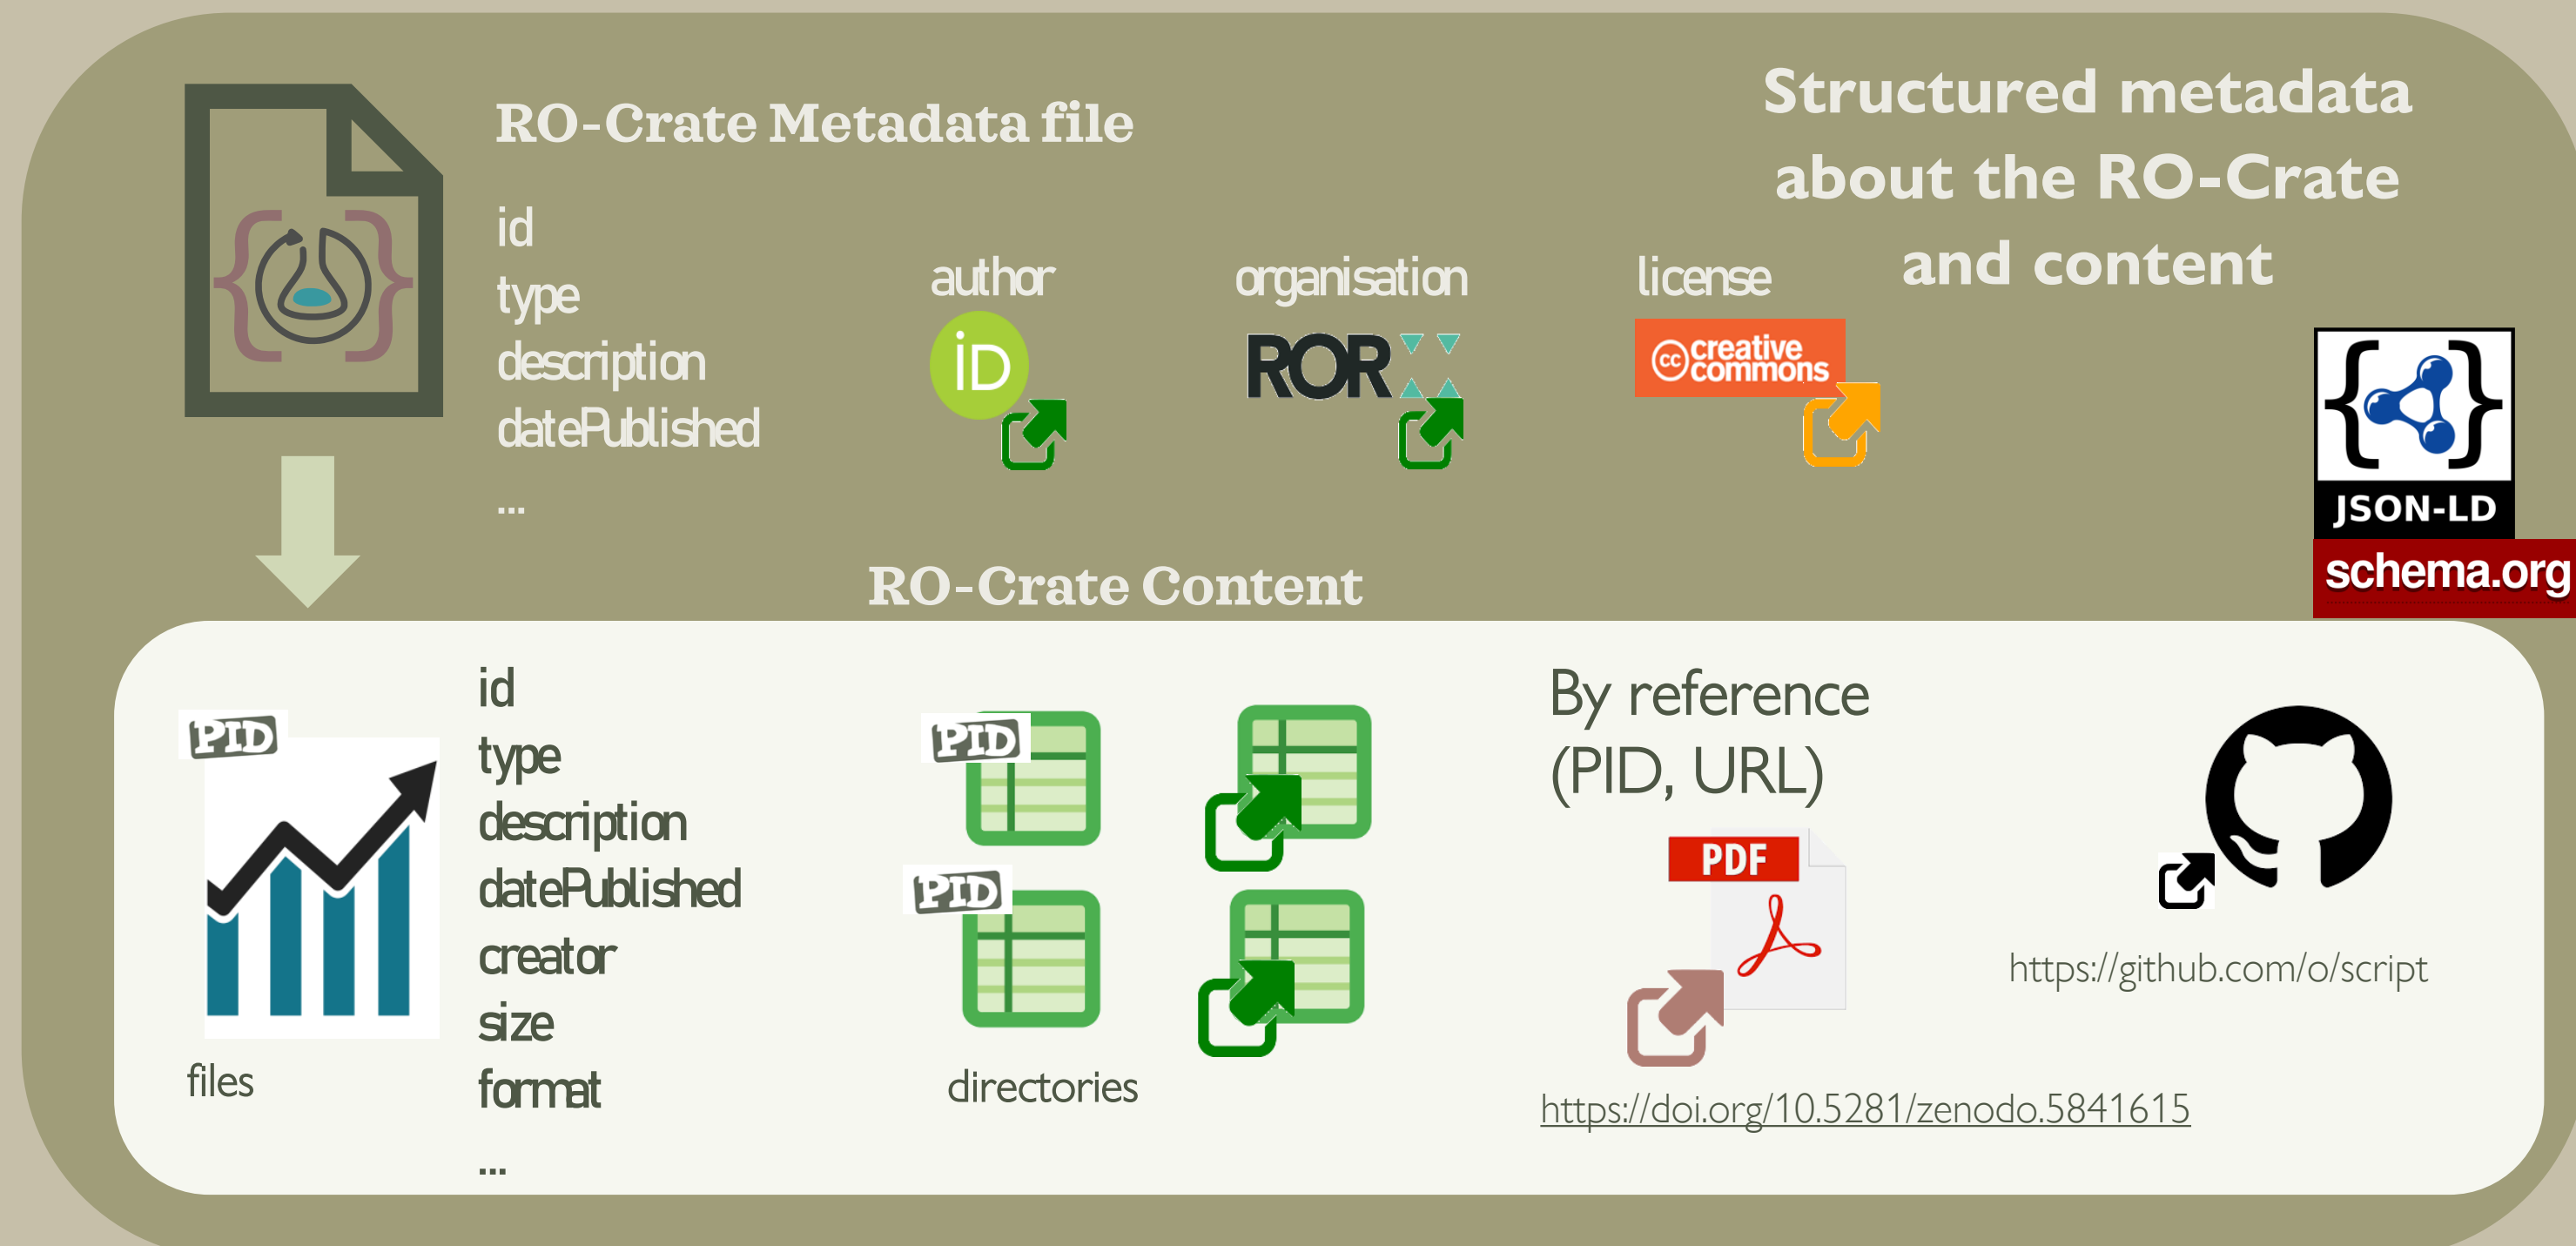 RO-Crate Metadata file
Structured metadata
about the RO-Crate
and content
id
type
description
datePublished
...
author
iD
organisation
ROR
license
cc creative
commons
JSON-LD
schema.org
RO-Crate Content
PID
files
id
type
description
datePublished
creator
size
format
...
PID
PID
directories
By reference
(PID, URL)
PDF
https://doi.org/10.5281/zenodo.5841615
https://github.com/o/script